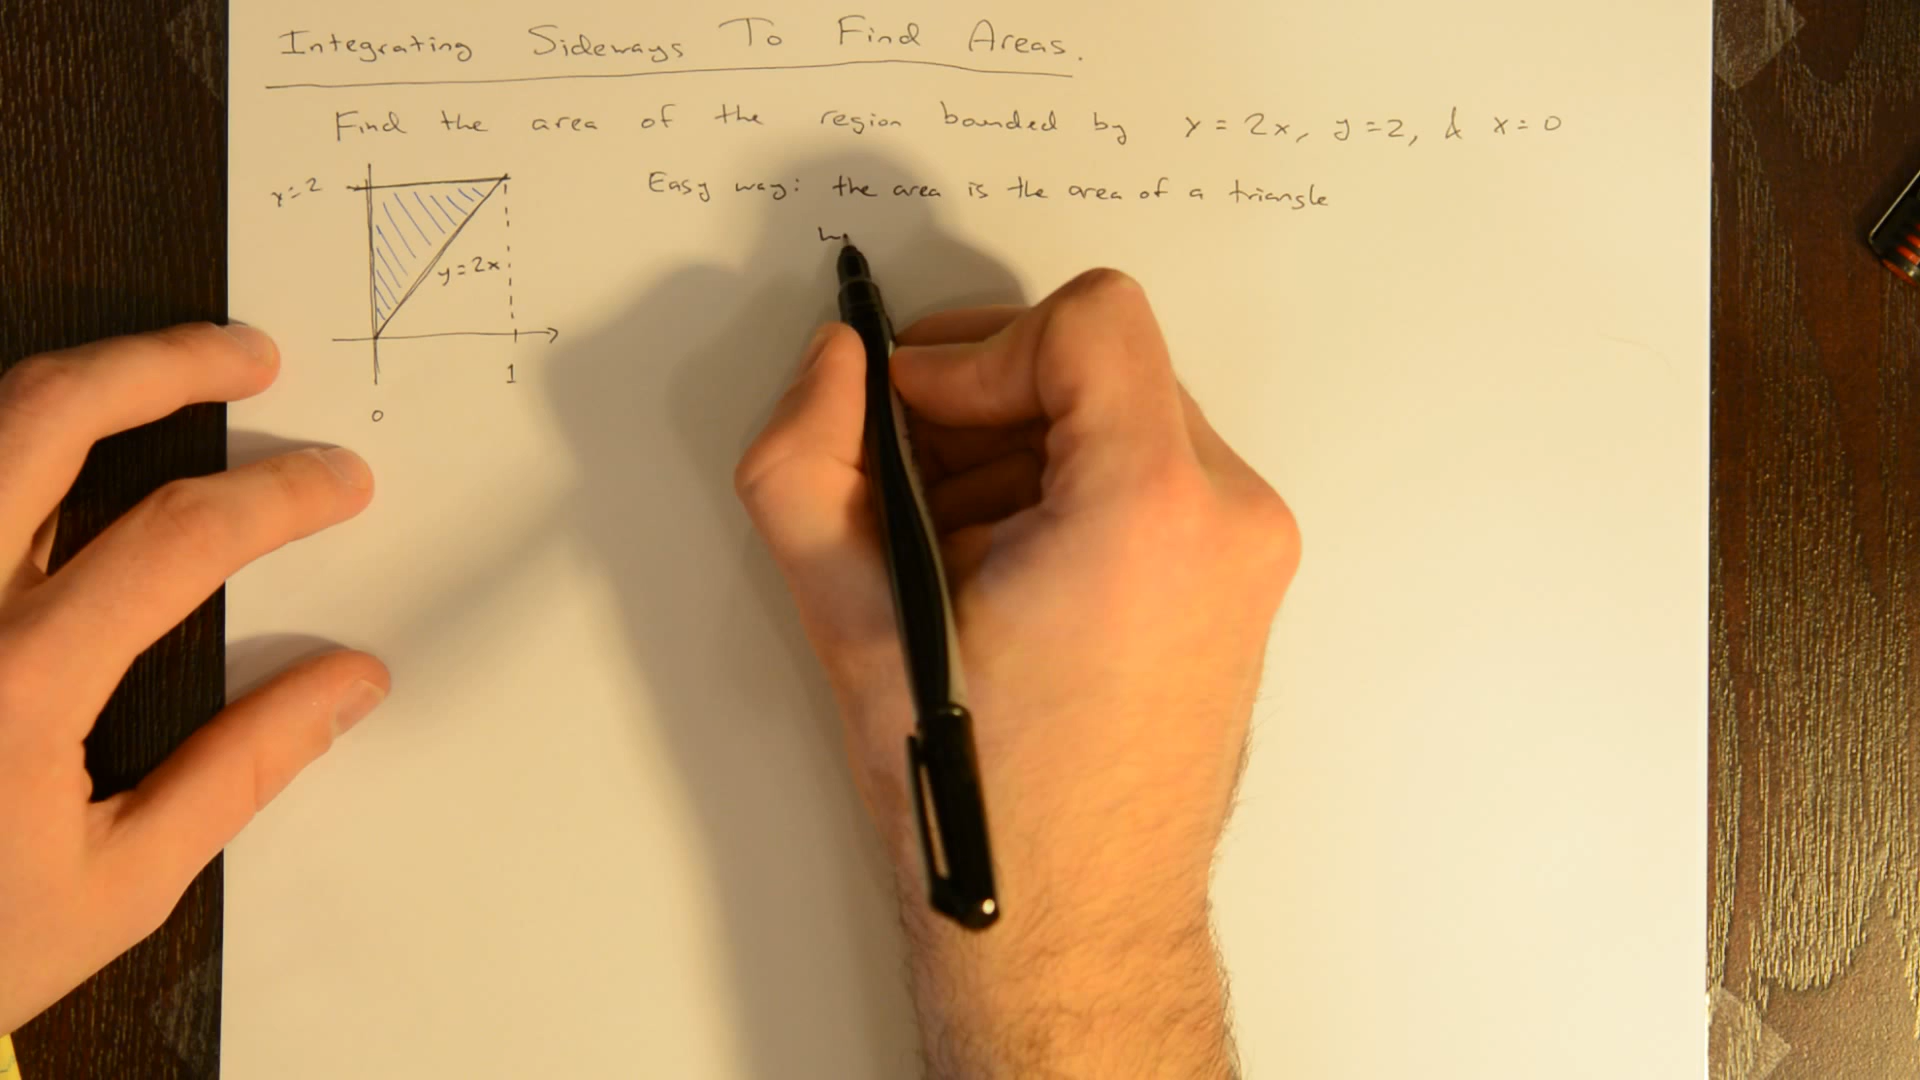 Integrating Sideways To Find Areas.
Find the area of the region bounded by y = 2x, y = 2, & x = 0
y = 2
Easy way: the area is the area of a triangle
y = 2x
1
0